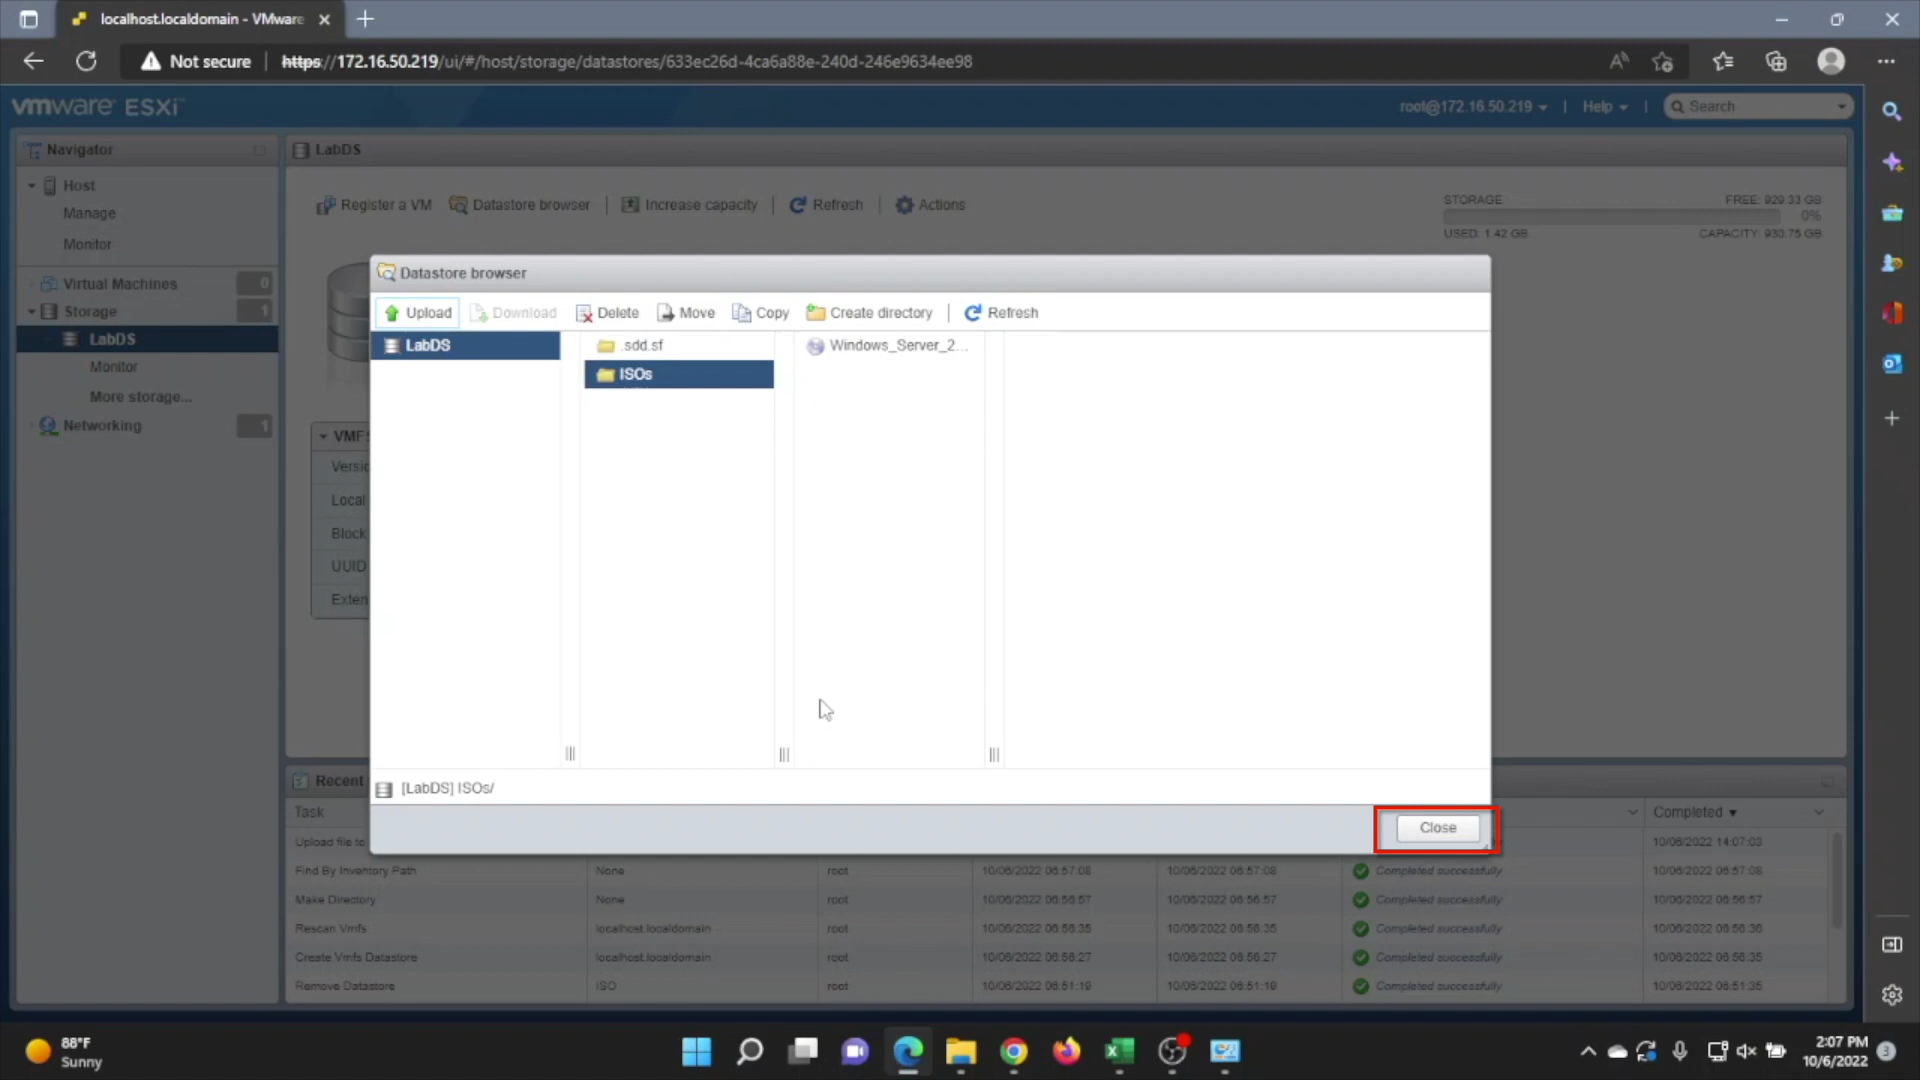 localhost.localdomain - VMware
Not secure
https://172.16.50.219/ui/#/host/storage/datastores/633ec26d-4ca6a88e-240d-246e9634ee98
vmware ESXi
root@172.16.50.219 | Help | Search
Navigator
LabDS
Host
Manage
Monitor
Virtual Machines 0
Storage 1
LabDS
Monitor
More storage...
Networking 1
Register a VM Datastore browser | Increase capacity | Refresh | Actions
STORAGE FREE: 929.33 GB
0%
USED: 1.42 GB CAPACITY: 930.75 GB
Datastore browser
Upload Download Delete Move Copy Create directory | Refresh
LabDS .sdd.sf Windows_Server_2...
ISOs
VMFS
Versio
Local
Block
UUID
Exten
[LabDS] ISOs/
Close
Recent
Task Completed
Upload file to 10/06/2022 14:07:03
Find By Inventory Path None root 10/06/2022 06:57:08 10/06/2022 06:57:08 Completed successfully 10/06/2022 06:57:08
Make Directory None root 10/06/2022 06:56:57 10/06/2022 06:56:57 Completed successfully 10/06/2022 06:56:57
Rescan Vmfs localhost.localdomain root 10/06/2022 06:56:35 10/06/2022 06:56:35 Completed successfully 10/06/2022 06:56:36
Create Vmfs Datastore localhost.localdomain root 10/06/2022 06:56:27 10/06/2022 06:56:27 Completed successfully 10/06/2022 06:56:35
Remove Datastore ISO root 10/06/2022 06:51:19 10/06/2022 06:51:19 Completed successfully 10/06/2022 06:51:35
88°F
Sunny
2:07 PM
10/6/2022
3